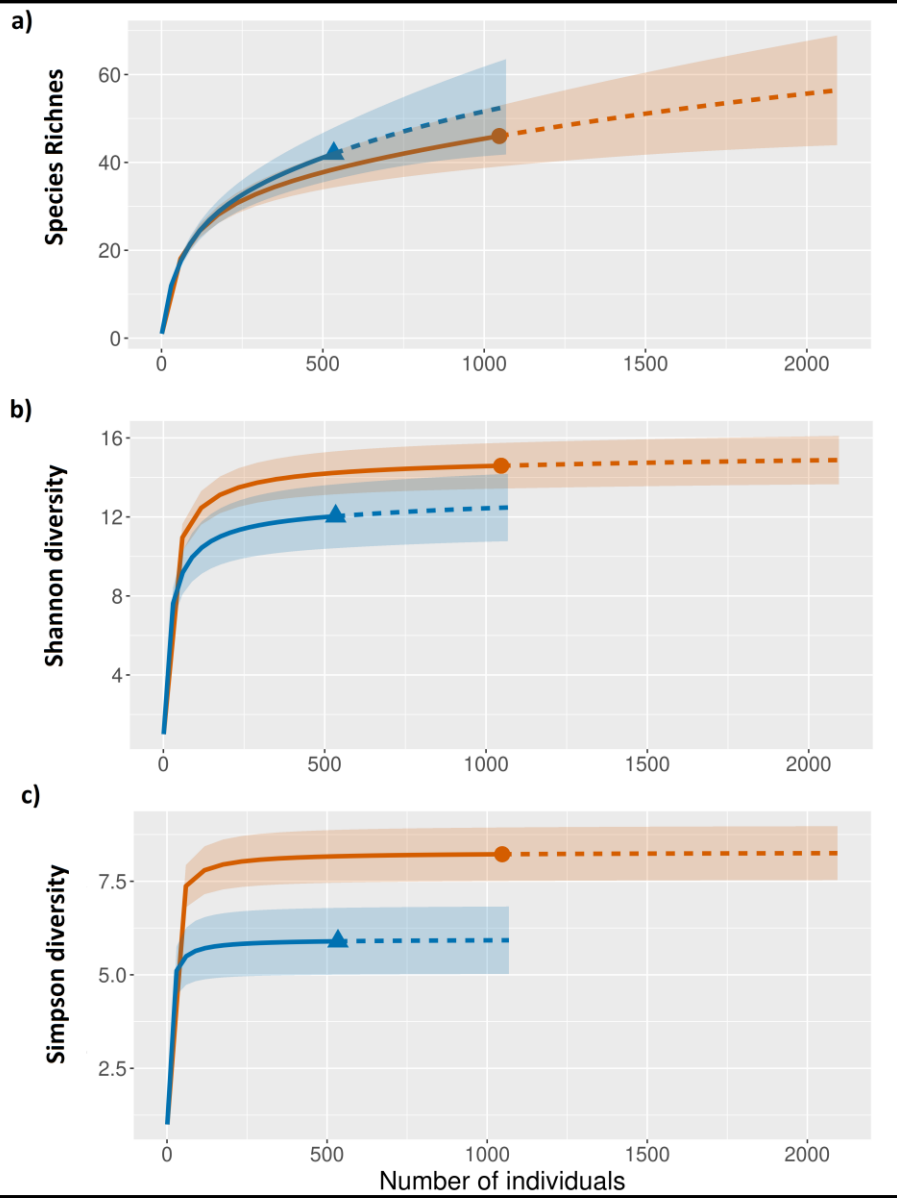 a)
Species Richnes
60
40
20
0
0 500 1000 1500 2000
b)
Shannon diversity
16
12
8
4
0 500 1000 1500 2000
c)
Simpson diversity
7.5
5.0
2.5
0 500 1000 1500 2000
Number of individuals